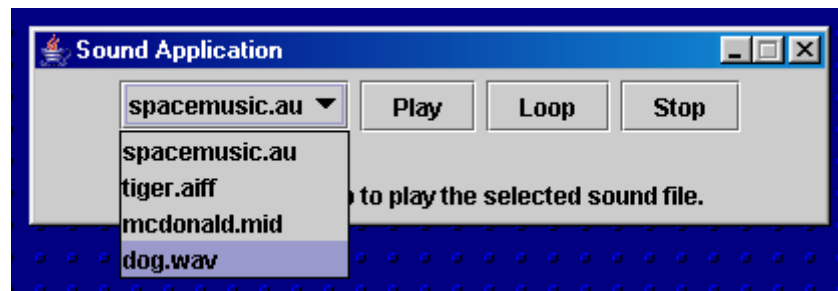 Sound Application
spacemusic.au Play Loop Stop
spacemusic.au
tiger.aiff
to play the selected sound file.
mcdonald.mid
dog.wav